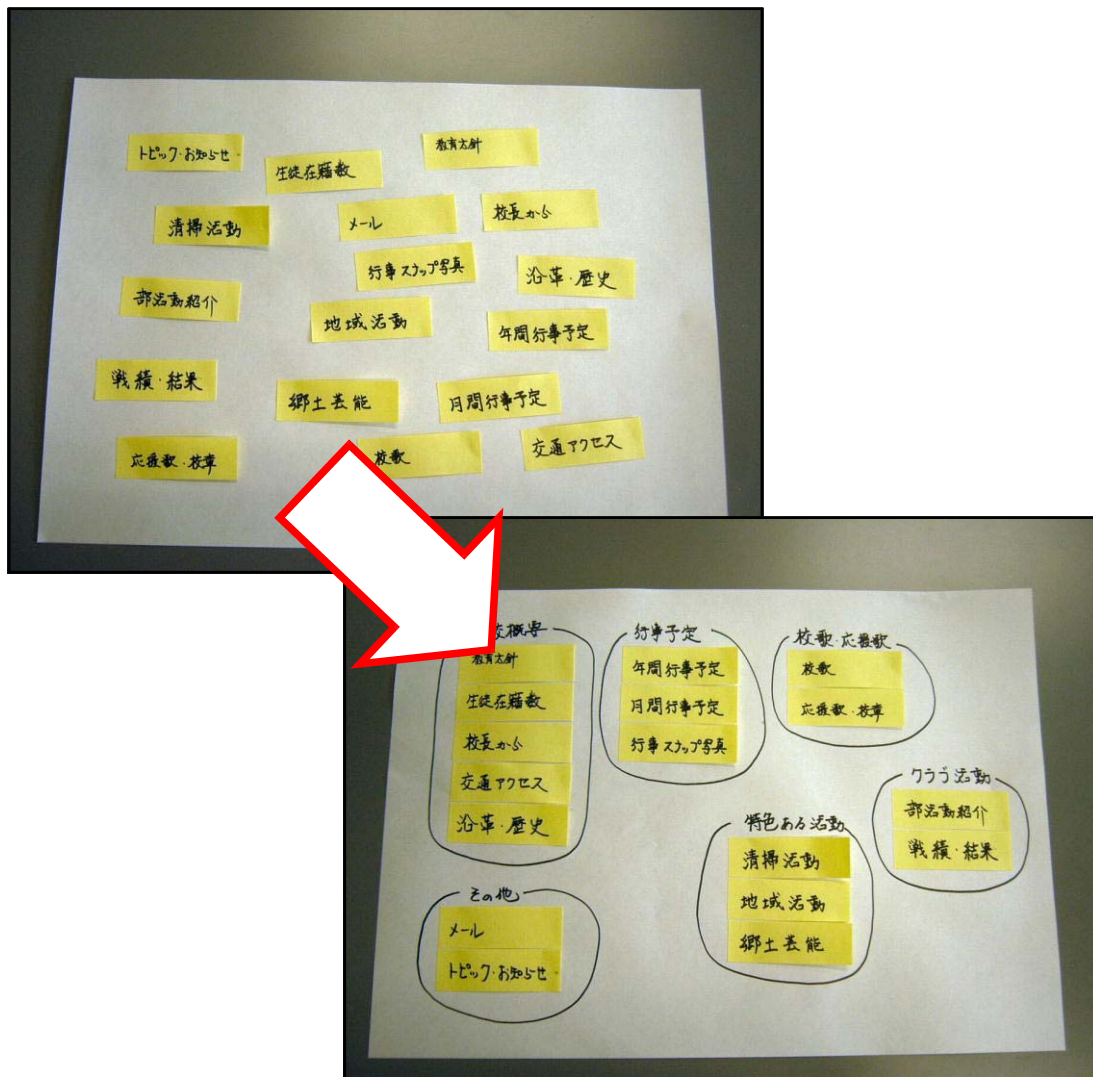 トピック・お知らせ
生徒在籍数
教育方針
清掃活動
メール
校長から
行事スナップ写真
沿革・歴史
部活動紹介
地域活動
年間行事予定
戦績・結果
郷土芸能
月間行事予定
応援歌・校章
校歌
交通アクセス
校概要
教育方針
生徒在籍数
校長から
交通アクセス
沿革・歴史
行事予定
年間行事予定
月間行事予定
行事スナップ写真
校歌・応援歌
校歌
応援歌・校章
クラブ活動
部活動紹介
戦績・結果
特色ある活動
清掃活動
地域活動
郷土芸能
その他
メール
トピック・お知らせ